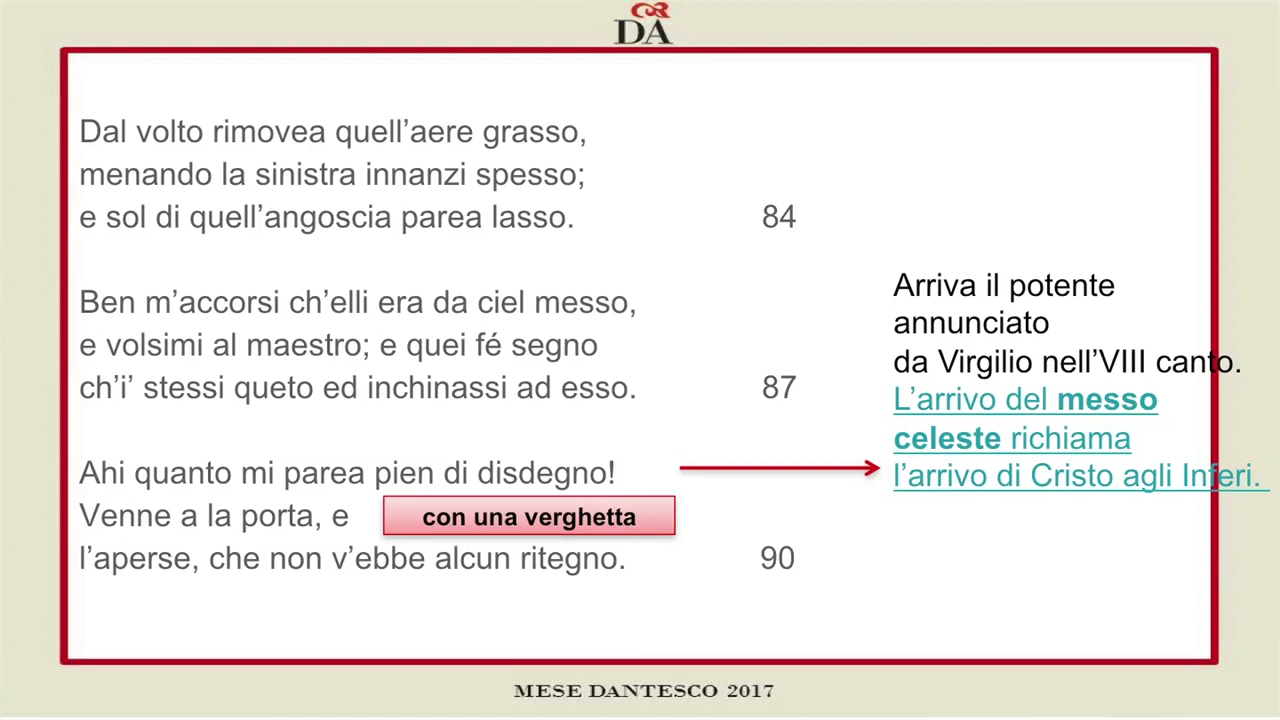 DA
Dal volto rimovea quell’aere grasso,
menando la sinistra innanzi spesso;
e sol di quell’angoscia parea lasso. 84
Ben m’accorsi ch’elli era da ciel messo,
e volsimi al maestro; e quei fé segno
ch’i’ stessi queto ed inchinassi ad esso. 87
Ahi quanto mi parea pien di disdegno!
Venne a la porta, e con una verghetta
l’aperse, che non v’ebbe alcun ritegno. 90
Arriva il potente
annunciato
da Virgilio nell’VIII canto.
L’arrivo del messo
celeste richiama
l’arrivo di Cristo agli Inferi.
MESE DANTESCO 2017